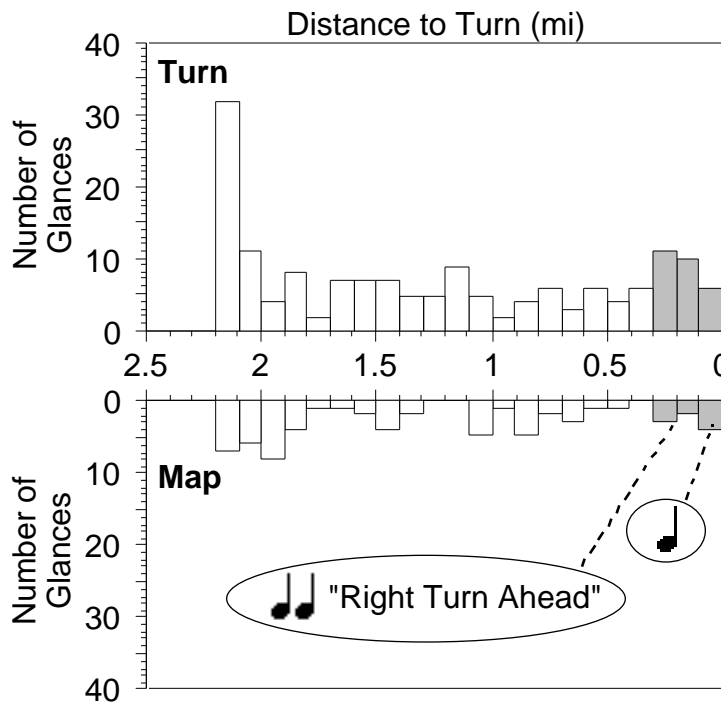 Distance to Turn (mi)
40
Turn
30
Number of
Glances
20
10
0
2.5 2 1.5 1 0.5 0
0
10
Map
Number of
Glances
20
"Right Turn Ahead"
30
40